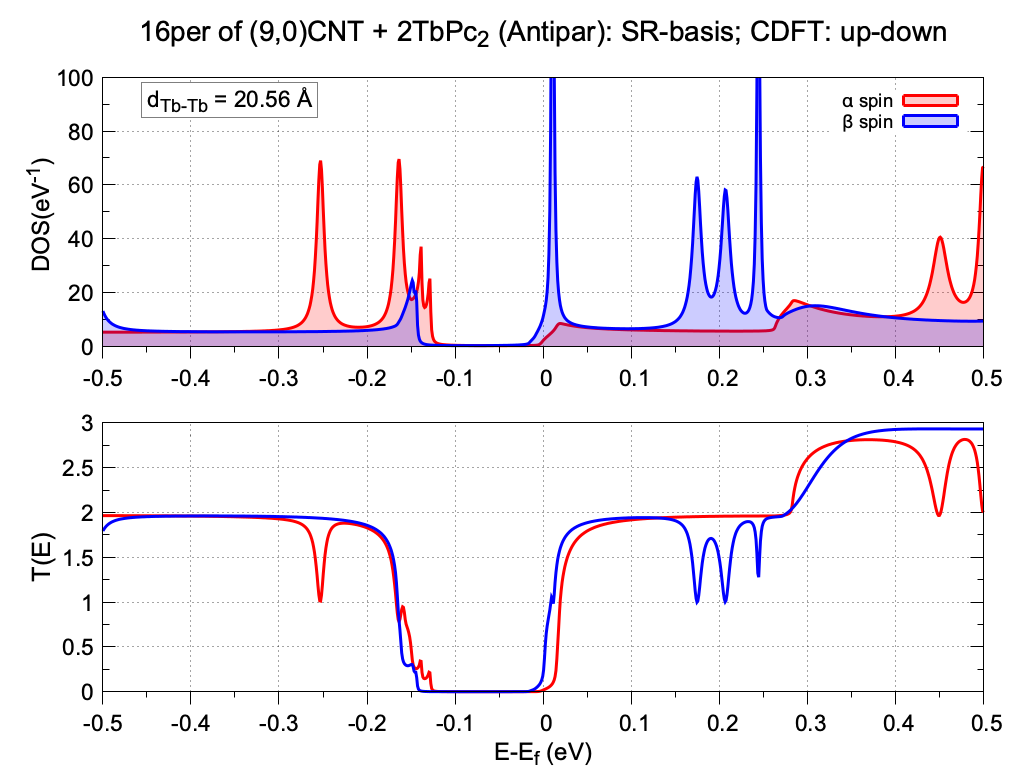 16per of (9,0)CNT + 2TbPc2 (Antipar): SR-basis; CDFT: up-down
dTb-Tb = 20.56 Å
α spin
β spin
DOS(eV-1)
100
80
60
40
20
0
-0.5 -0.4 -0.3 -0.2 -0.1 0 0.1 0.2 0.3 0.4 0.5
T(E)
3
2.5
2
1.5
1
0.5
0
-0.5 -0.4 -0.3 -0.2 -0.1 0 0.1 0.2 0.3 0.4 0.5
E-Ef (eV)